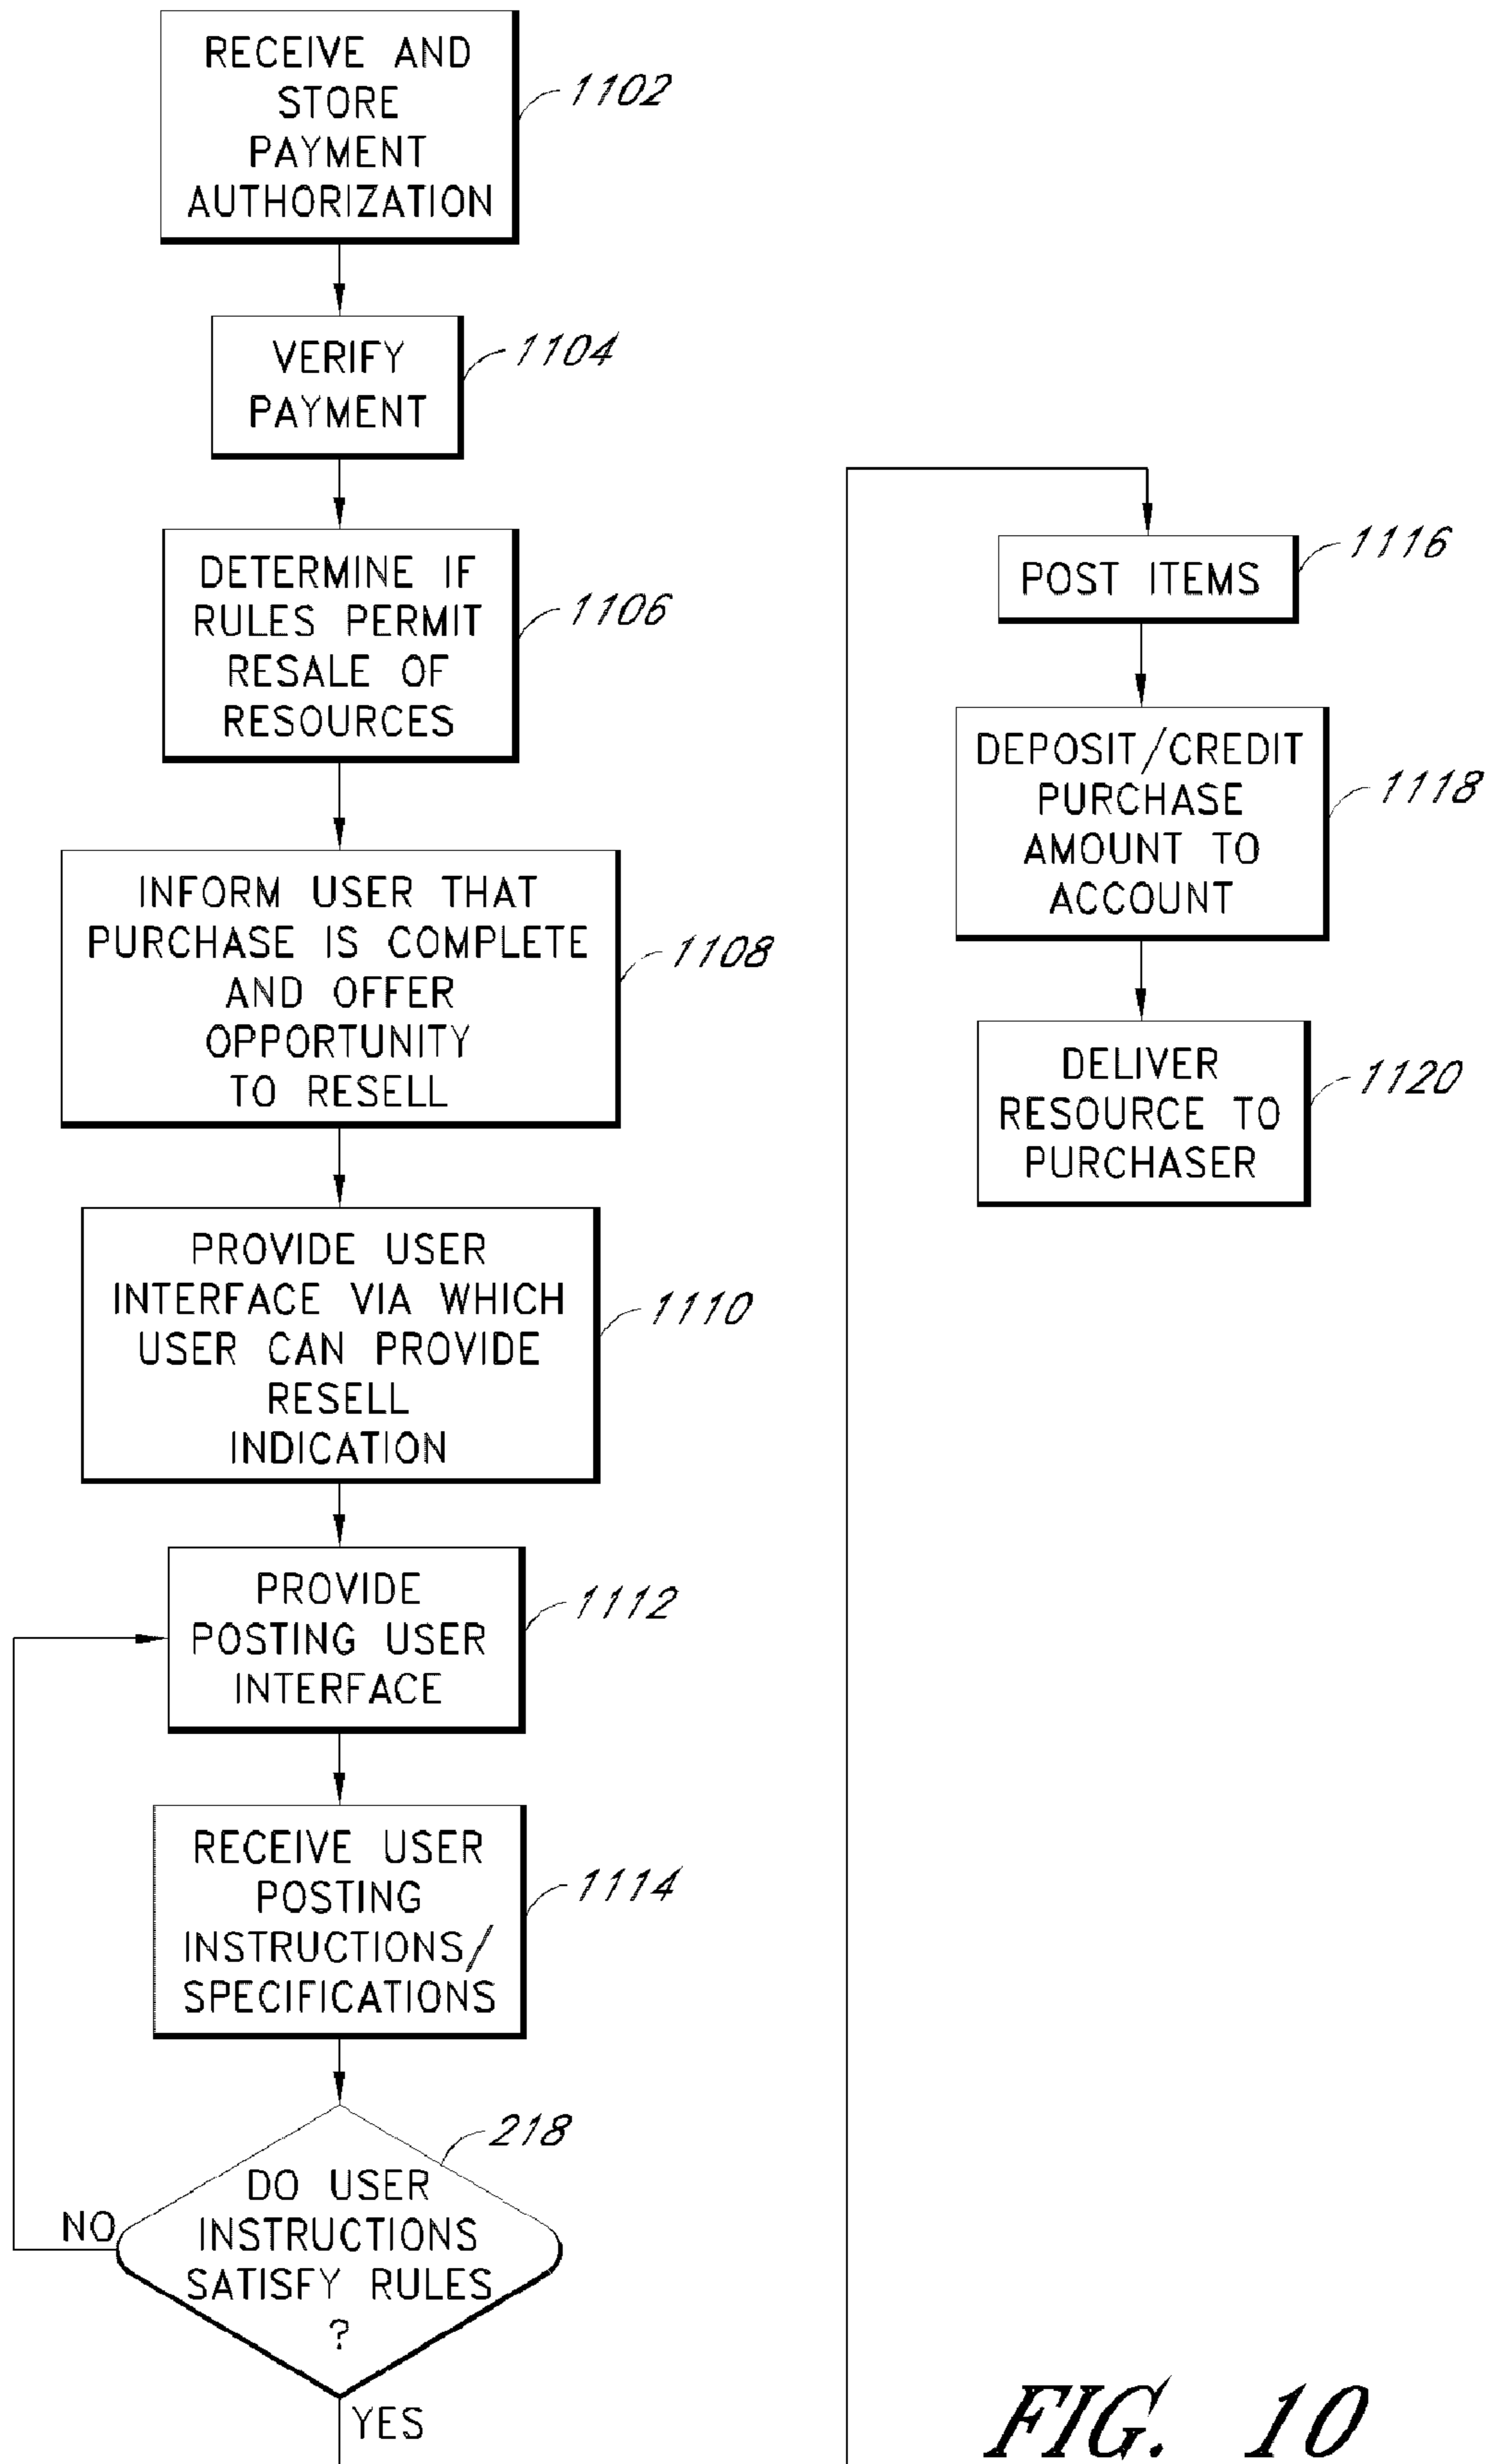 RECEIVE AND
STORE
PAYMENT
AUTHORIZATION
1102
VERIFY
PAYMENT
1104
DETERMINE IF
RULES PERMIT
RESALE OF
RESOURCES
1106
INFORM USER THAT
PURCHASE IS COMPLETE
AND OFFER
OPPORTUNITY
TO RESELL
1108
PROVIDE USER
INTERFACE VIA WHICH
USER CAN PROVIDE
RESELL
INDICATION
1110
PROVIDE
POSTING USER
INTERFACE
1112
RECEIVE USER
POSTING
INSTRUCTIONS/
SPECIFICATIONS
1114
218
DO USER
INSTRUCTIONS
SATISFY RULES
?
NO
YES
POST ITEMS
1116
DEPOSIT/CREDIT
PURCHASE
AMOUNT TO
ACCOUNT
1118
DELIVER
RESOURCE TO
PURCHASER
1120
FIG. 10